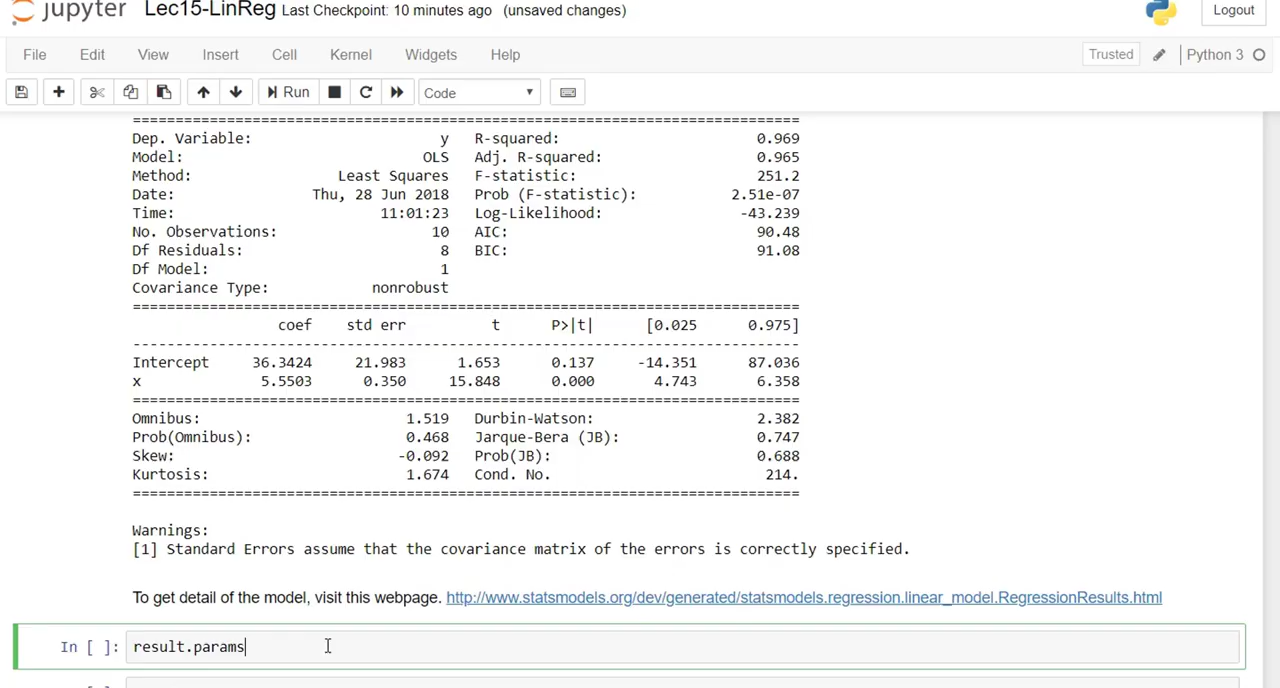 jupyter Lec15-LinReg Last Checkpoint: 10 minutes ago (unsaved changes) Logout
File Edit View Insert Cell Kernel Widgets Help Trusted Python 3
Run Code
Dep. Variable: y R-squared: 0.969
Model: OLS Adj. R-squared: 0.965
Method: Least Squares F-statistic: 251.2
Date: Thu, 28 Jun 2018 Prob (F-statistic): 2.51e-07
Time: 11:01:23 Log-Likelihood: -43.239
No. Observations: 10 AIC: 90.48
Df Residuals: 8 BIC: 91.08
Df Model: 1
Covariance Type: nonrobust
coef std err t P>|t| [0.025 0.975]
Intercept 36.3424 21.983 1.653 0.137 -14.351 87.036
x 5.5503 0.350 15.848 0.000 4.743 6.358
Omnibus: 1.519 Durbin-Watson: 2.382
Prob(Omnibus): 0.468 Jarque-Bera (JB): 0.747
Skew: -0.092 Prob(JB): 0.688
Kurtosis: 1.674 Cond. No. 214.
Warnings:
[1] Standard Errors assume that the covariance matrix of the errors is correctly specified.
To get detail of the model, visit this webpage. http://www.statsmodels.org/dev/generated/statsmodels.regression.linear_model.RegressionResults.html
In [ ]: result.params